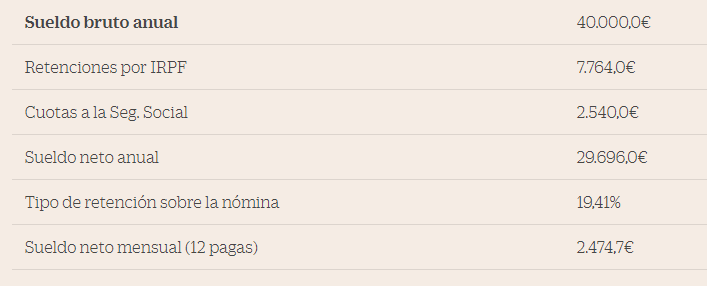 Sueldo bruto anual 40.000,0€
Retenciones por IRPF 7.764,0€
Cuotas a la Seg. Social 2.540,0€
Sueldo neto anual 29.696,0€
Tipo de retención sobre la nómina 19,41%
Sueldo neto mensual (12 pagas) 2.474,7€